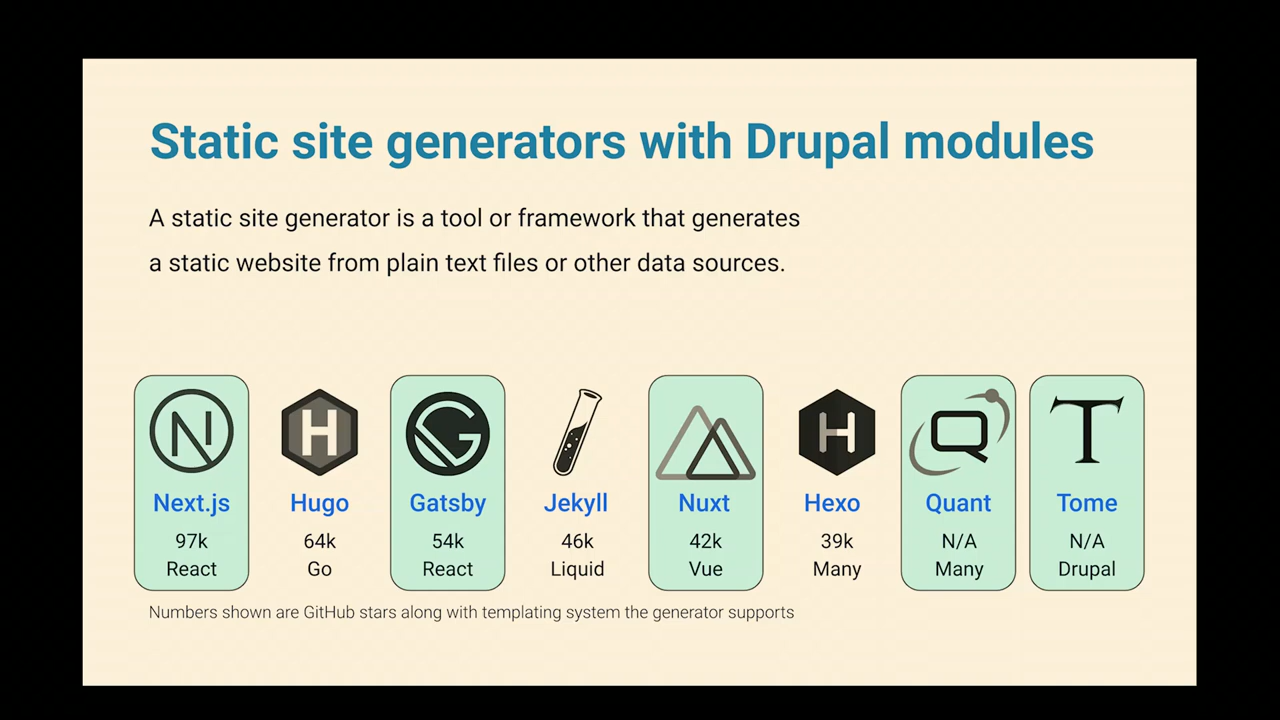 Static site generators with Drupal modules
A static site generator is a tool or framework that generates
a static website from plain text files or other data sources.
Next.js
97k
React
Hugo
64k
Go
Gatsby
54k
React
Jekyll
46k
Liquid
Nuxt
42k
Vue
Hexo
39k
Many
Quant
N/A
Many
Tome
N/A
Drupal
Numbers shown are GitHub stars along with templating system the generator supports